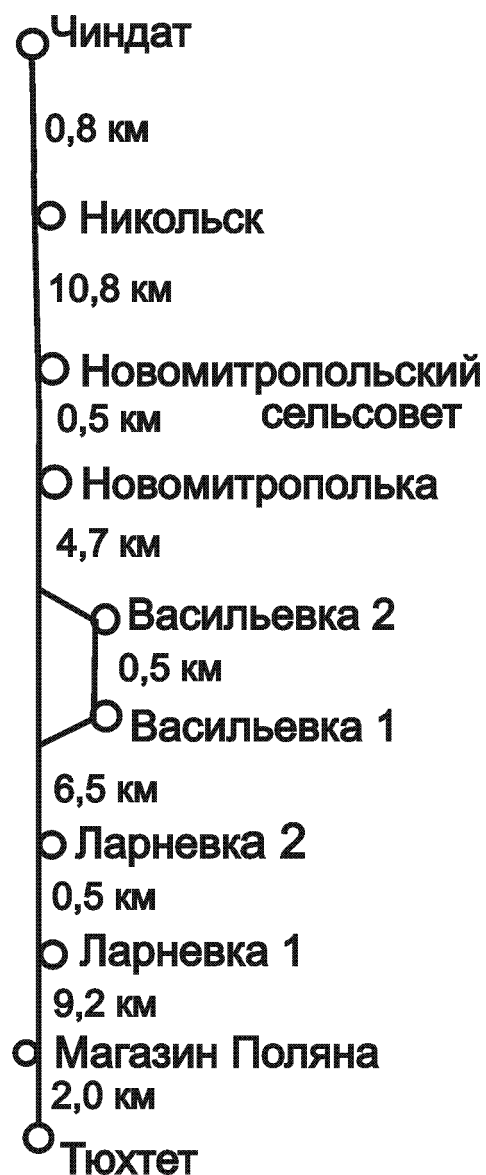 Чиндат
0,8 км
Никольск
10,8 км
Новомитропольский
0,5 км сельсовет
Новомитрополька
4,7 км
Васильевка 2
0,5 км
Васильевка 1
6,5 км
Ларневка 2
0,5 км
Ларневка 1
9,2 км
Магазин Поляна
2,0 км
Тюхтет